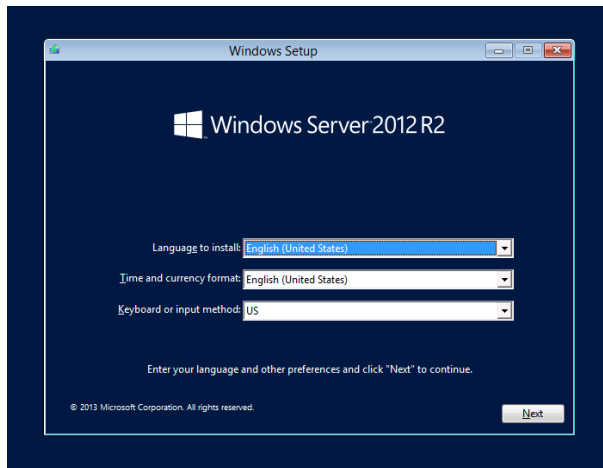 Windows Setup
Windows Server 2012 R2
Language to install: English (United States)
Time and currency format: English (United States)
Keyboard or input method: US
Enter your language and other preferences and click "Next" to continue.
© 2013 Microsoft Corporation. All rights reserved.
Next